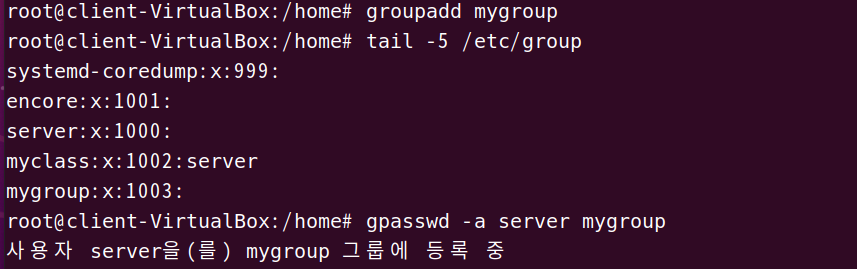 root@client-VirtualBox:/home# groupadd mygroup
root@client-VirtualBox:/home# tail -5 /etc/group
systemd-coredump:x:999:
encore:x:1001:
server:x:1000:
myclass:x:1002:server
mygroup:x:1003:
root@client-VirtualBox:/home# gpasswd -a server mygroup
사용자 server을(를) mygroup 그룹에 등록 중